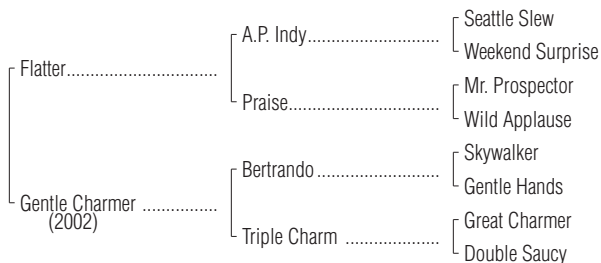 Seattle Slew
A.P. Indy..............................
Weekend Surprise
Flatter..................................
Mr. Prospector
Praise.........................................
Wild Applause
Skywalker
Bertrando............................
Gentle Hands
Gentle Charmer .................
(2002)
Great Charmer
Triple Charm .....................
Double Saucy